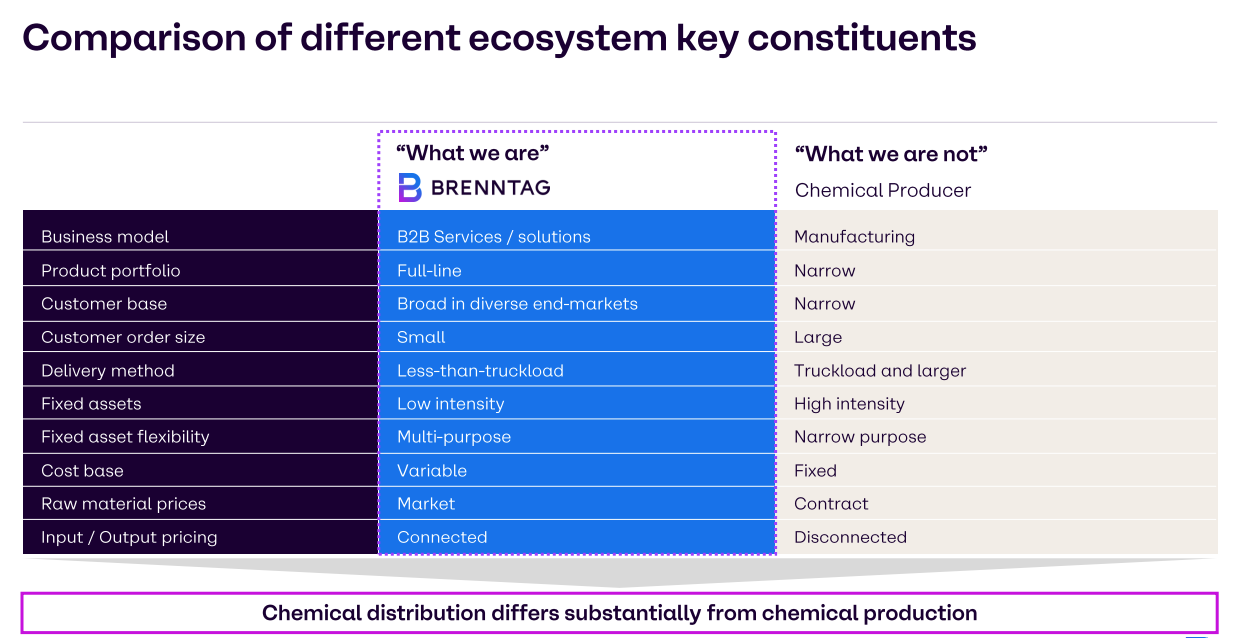 Comparison of different ecosystem key constituents
“What we are”
“What we are not”
BRENNTAG
Chemical Producer
Business model
B2B Services / solutions
Manufacturing
Product portfolio
Full-line
Narrow
Customer base
Broad in diverse end-markets
Narrow
Customer order size
Small
Large
Delivery method
Less-than-truckload
Truckload and larger
Fixed assets
Low intensity
High intensity
Fixed asset flexibility
Multi-purpose
Narrow purpose
Cost base
Variable
Fixed
Raw material prices
Market
Contract
Input / Output pricing
Connected
Disconnected
Chemical distribution differs substantially from chemical production